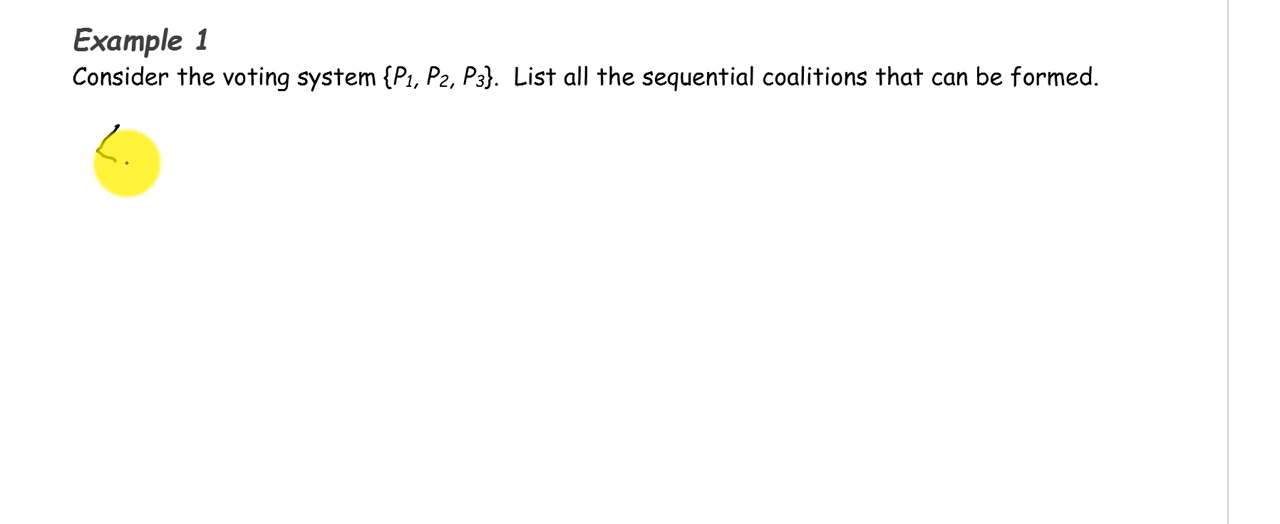 Example 1
Consider the voting system {P₁, P₂, P₃}. List all the sequential coalitions that can be formed.